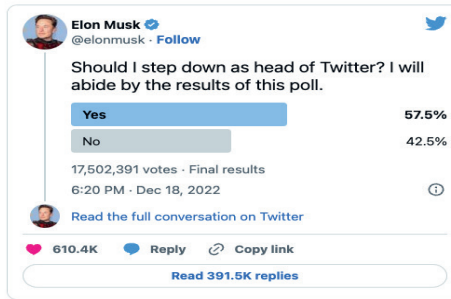 Elon Musk
@elonmusk · Follow
Should I step down as head of Twitter? I will
abide by the results of this poll.
Yes 57.5%
No 42.5%
17,502,391 votes · Final results
6:20 PM · Dec 18, 2022
Read the full conversation on Twitter
610.4K Reply Copy link
Read 391.5K replies